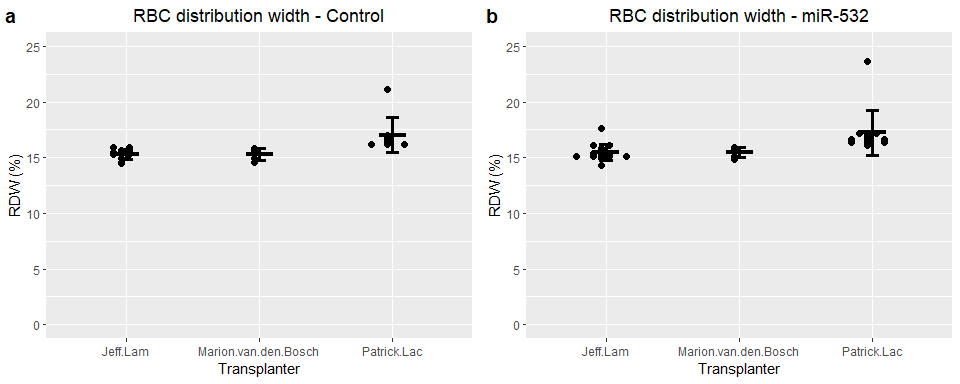 a
RBC distribution width - Control
RDW (%)
25
20
15
10
5
0
Jeff.Lam Marion.van.den.Bosch Patrick.Lac
Transplanter
b
RBC distribution width - miR-532
RDW (%)
25
20
15
10
5
0
Jeff.Lam Marion.van.den.Bosch Patrick.Lac
Transplanter